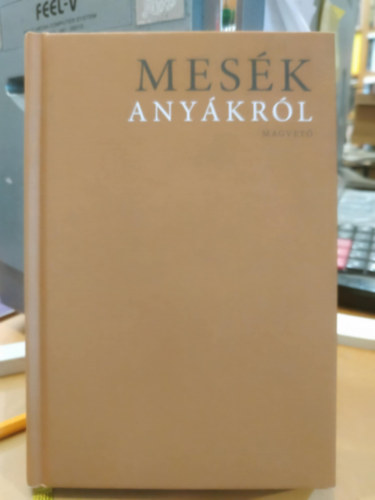 FEEL-V
MESÉK
ANYÁKRÓL
MAGVETŐ